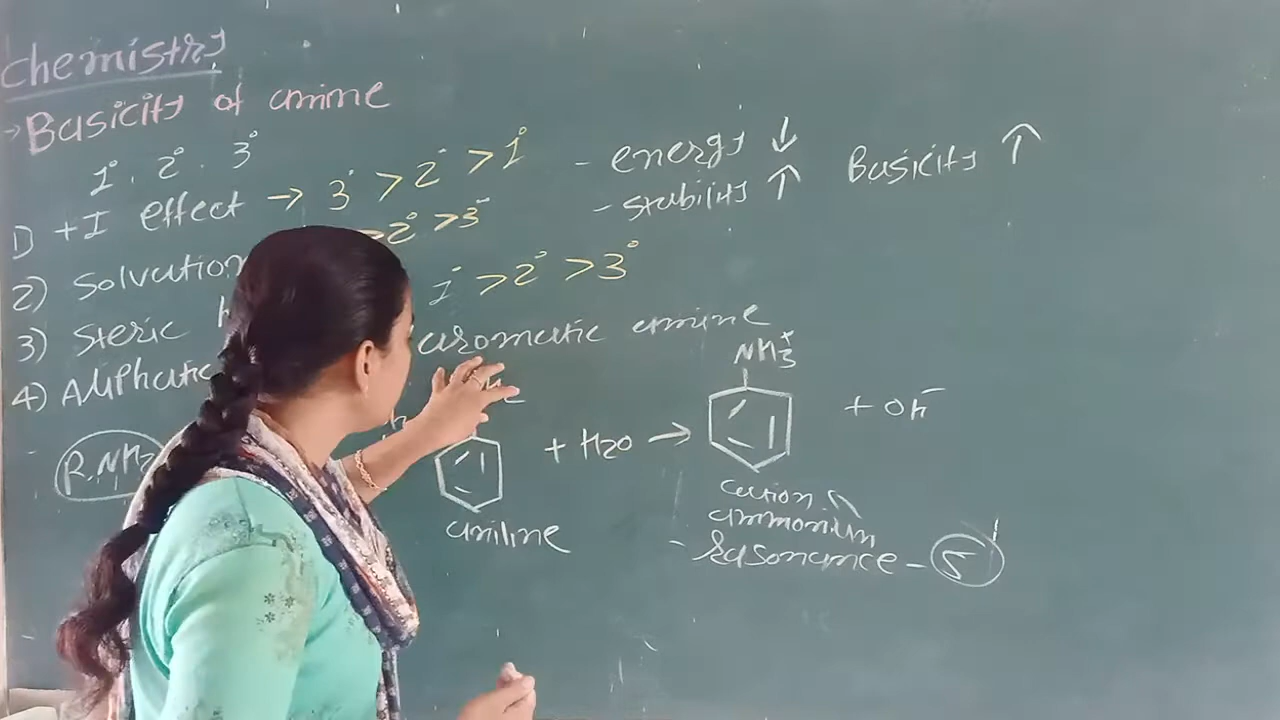 Chemistry
→ Basicity of amine
1°, 2°, 3°
1) +I effect → 3° > 2° > 1°
- energy ↓
- stability ↑
Basicity ↑
2) Solvation > 2° > 3°
3) Steric h 1° > 2° > 3°
4) Aliphatic aromatic amine
R.NH2
+ H2O →
NH3+
+ OH-
aniline
cation
ammonium
- Resonance - 5